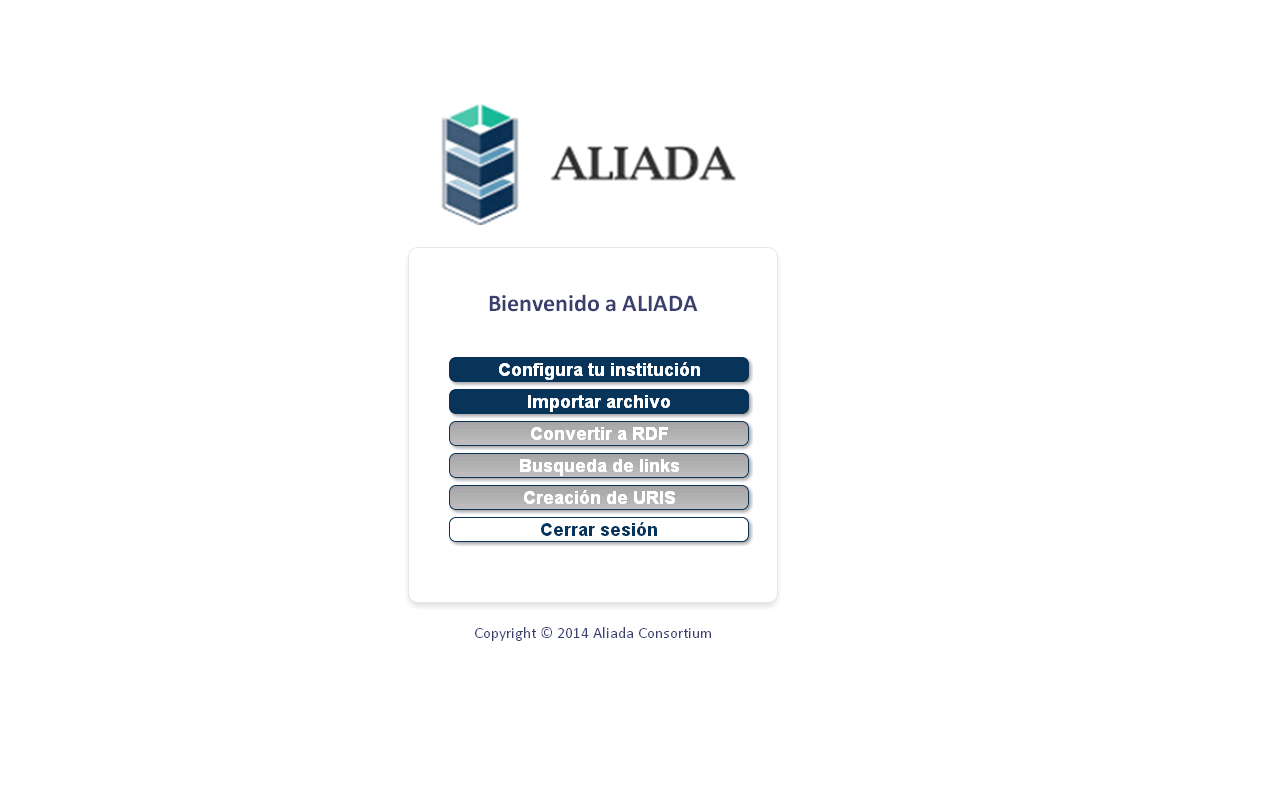 ALIADA
Bienvenido a ALIADA
Configura tu institución
Importar archivo
Convertir a RDF
Busqueda de links
Creación de URIS
Cerrar sesión
Copyright © 2014 Aliada Consortium